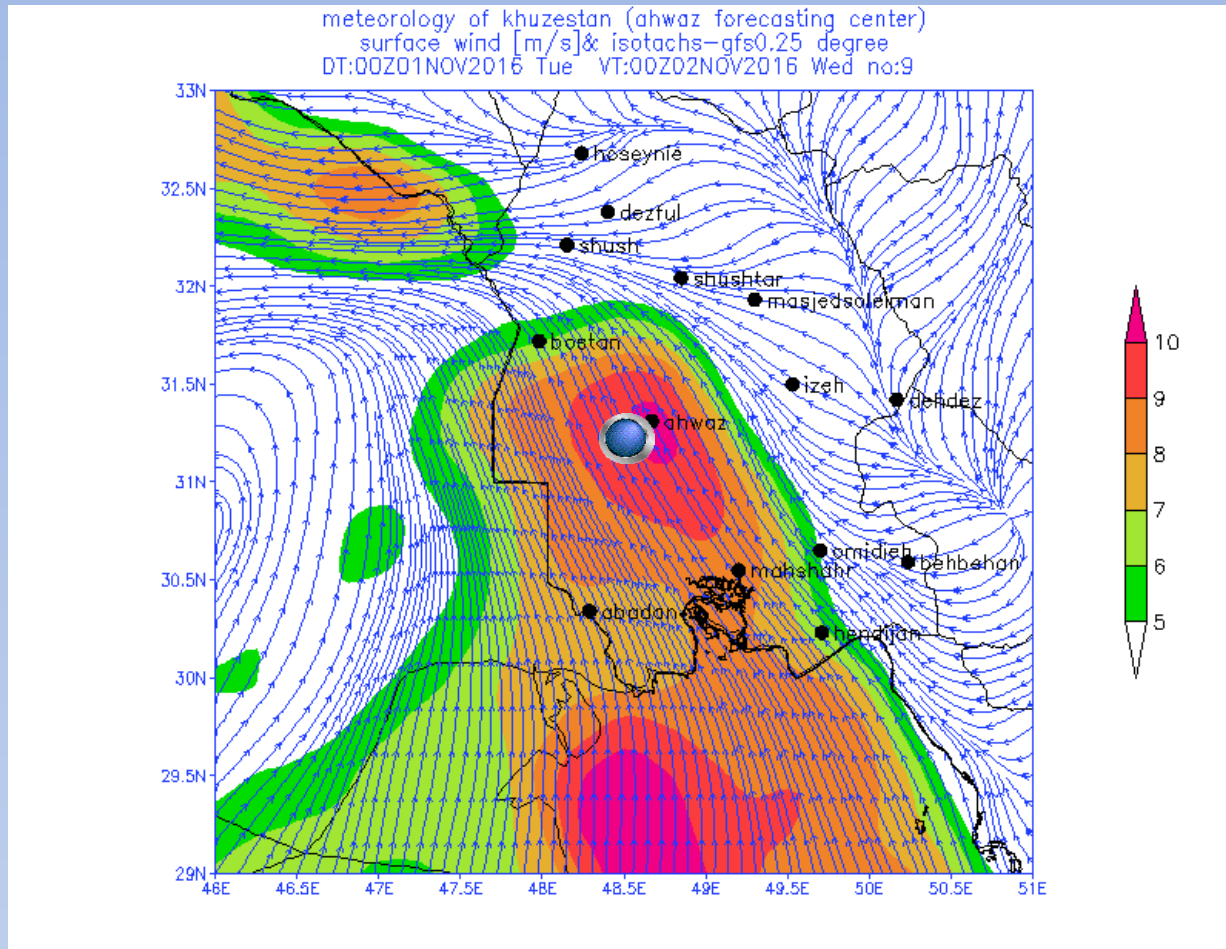 meteorology of khuzestan (ahwaz forecasting center)
surface wind [m/s]& isotachs-gfs0.25 degree
DT:00Z01NOV2016 Tue VT:00Z02NOV2016 Wed no:9
33N
hoseynie
32.5N
dezful
shush
shushtar
32N
masjedsoleiman
bostan
10
31.5N
izeh
dehdez
9
ahwaz
8
31N
7
omidieh
behbehan
mahshahr
30.5N
6
abadan
hendijan
5
30N
29.5N
29N
46E 46.5E 47E 47.5E 48E 48.5E 49E 49.5E 50E 50.5E 51E